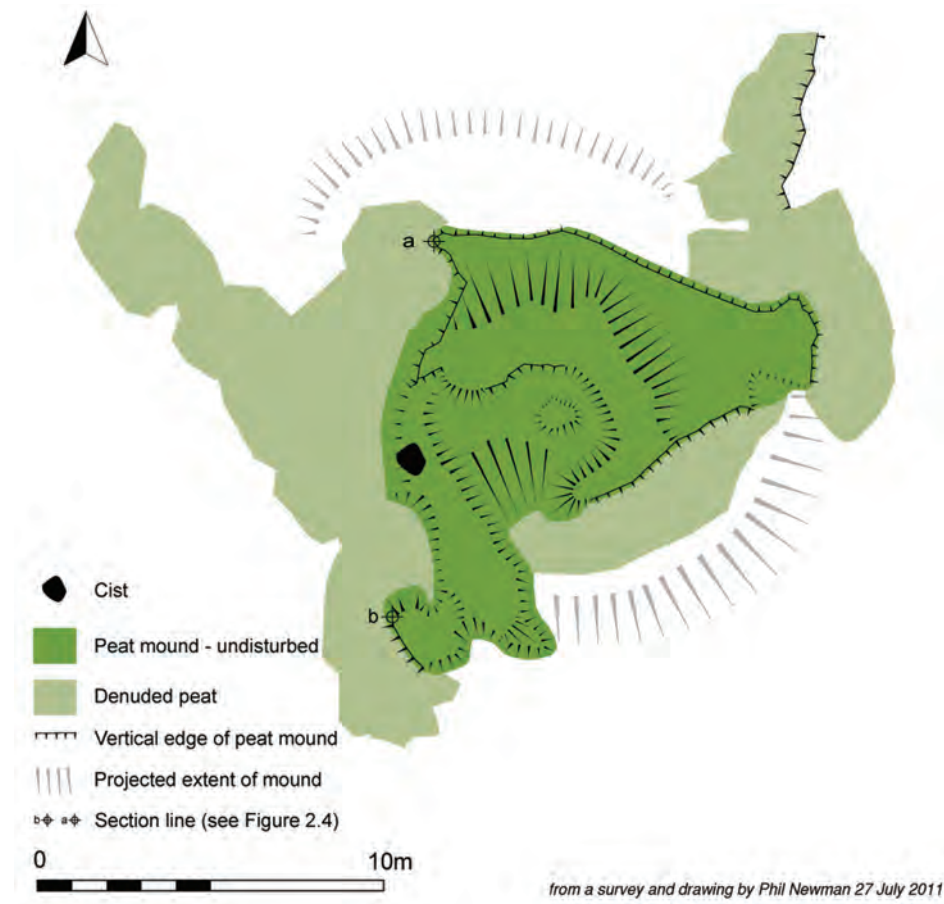 a
b
Cist
Peat mound - undisturbed
Denuded peat
Vertical edge of peat mound
Projected extent of mound
b a Section line (see Figure 2.4)
0 10m
from a survey and drawing by Phil Newman 27 July 2011